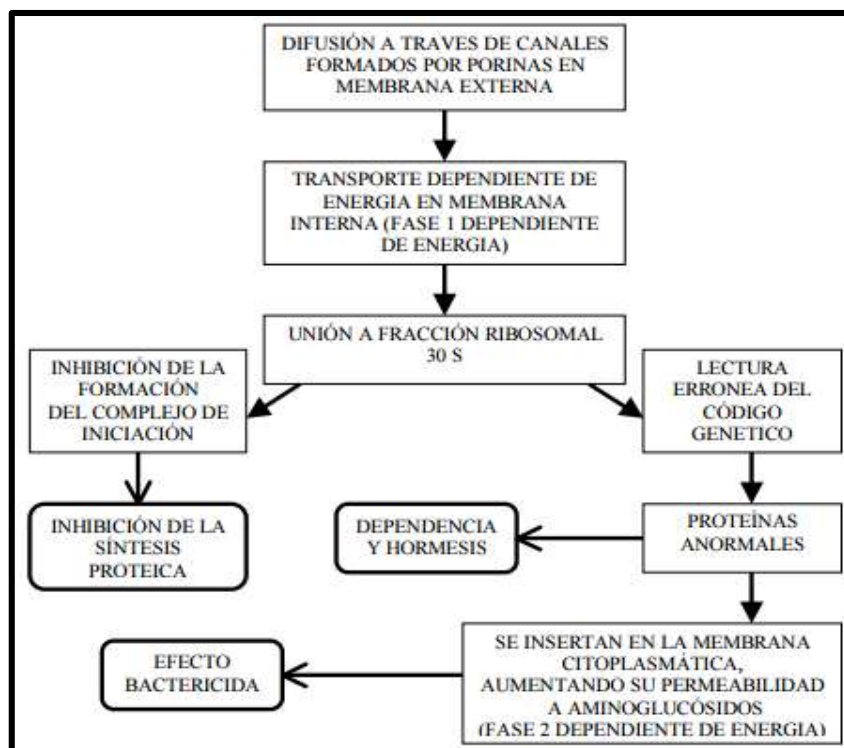 DIFUSIÓN A TRAVES DE CANALES
FORMADOS POR PORINAS EN
MEMBRANA EXTERNA
TRANSPORTE DEPENDIENTE DE
ENERGIA EN MEMBRANA
INTERNA (FASE 1 DEPENDIENTE
DE ENERGIA)
UNIÓN A FRACCIÓN RIBOSOMAL
30 S
INHIBICIÓN DE LA
FORMACIÓN
DEL COMPLEJO DE
INICIACIÓN
LECTURA
ERRONEA DEL
CÓDIGO
GENETICO
INHIBICIÓN DE LA
SÍNTESIS
PROTEICA
DEPENDENCIA
Y HORMESIS
PROTEÍNAS
ANORMALES
EFECTO
BACTERICIDA
SE INSERTAN EN LA MEMBRANA
CITOPLASMÁTICA,
AUMENTANDO SU PERMEABILIDAD
A AMINOGLUCÓSIDOS
(FASE 2 DEPENDIENTE DE ENERGIA)